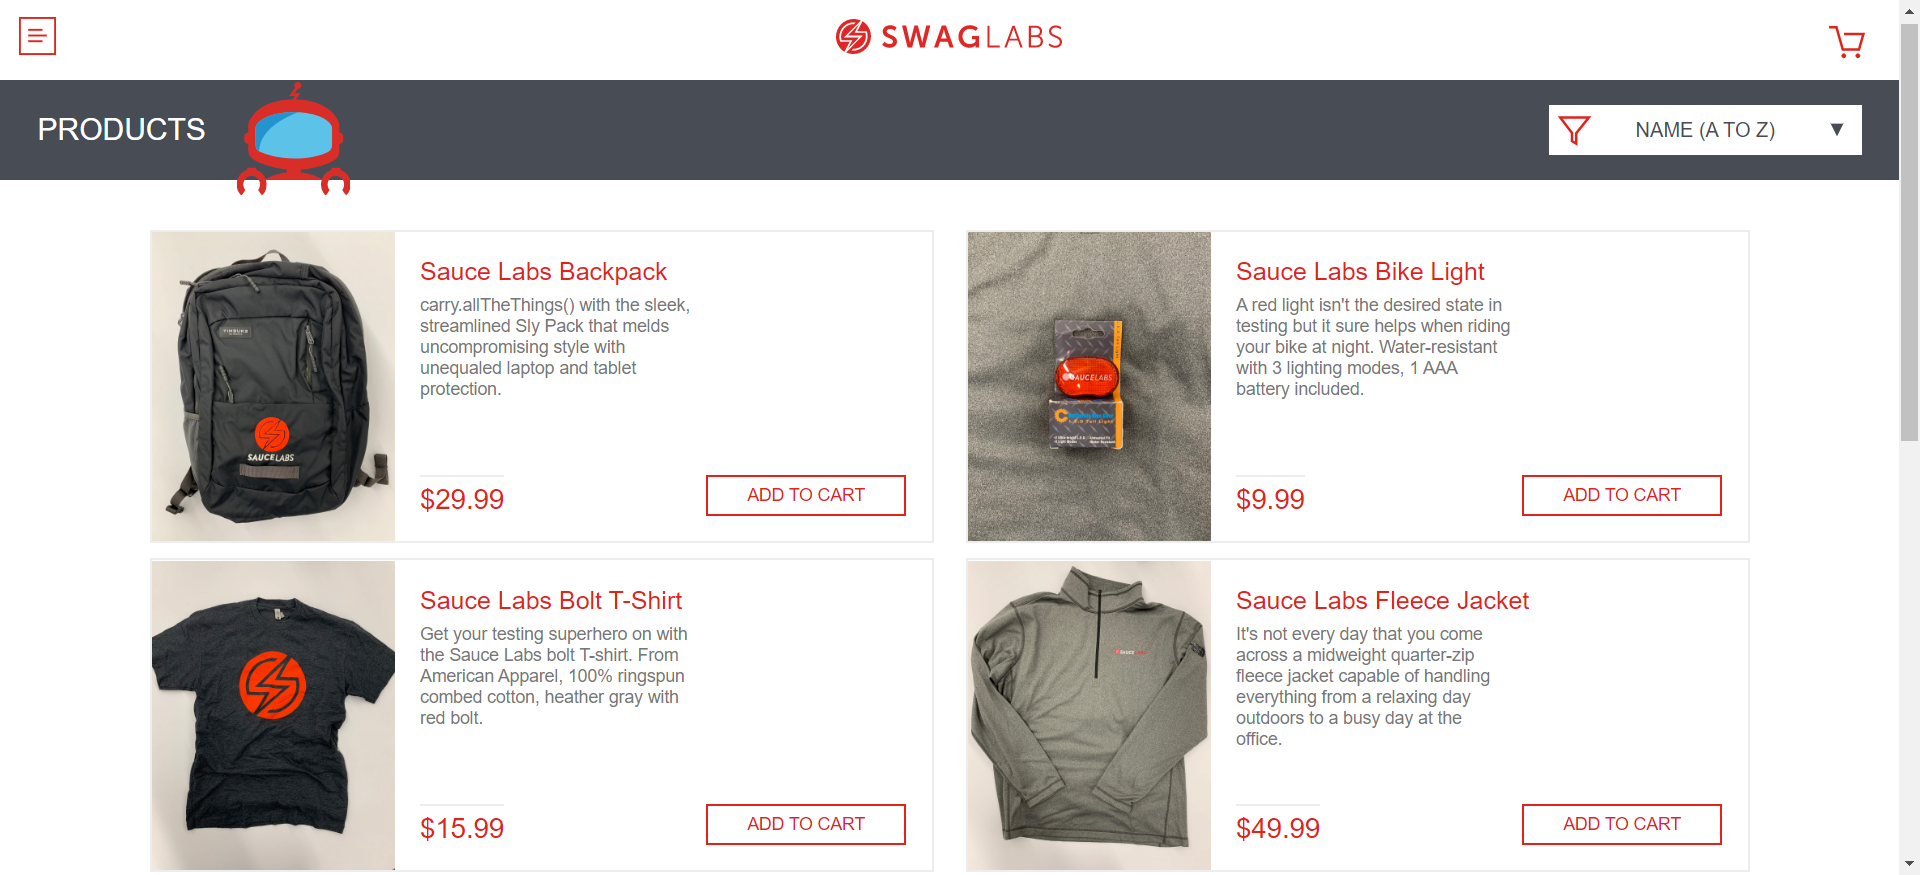 SWAGLABS
PRODUCTS
NAME (A TO Z)
Sauce Labs Backpack
carry.allTheThings() with the sleek,
streamlined Sly Pack that melds
uncompromising style with
unequaled laptop and tablet
protection.
$29.99
ADD TO CART
SAUCELABS
Sauce Labs Bike Light
A red light isn't the desired state in
testing but it sure helps when riding
your bike at night. Water-resistant
with 3 lighting modes, 1 AAA
battery included.
$9.99
ADD TO CART
SAUCELABS
Sauce Labs Bolt T-Shirt
Get your testing superhero on with
the Sauce Labs bolt T-shirt. From
American Apparel, 100% ringspun
combed cotton, heather gray with
red bolt.
$15.99
ADD TO CART
Sauce Labs Fleece Jacket
It's not every day that you come
across a midweight quarter-zip
fleece jacket capable of handling
everything from a relaxing day
outdoors to a busy day at the
office.
$49.99
ADD TO CART